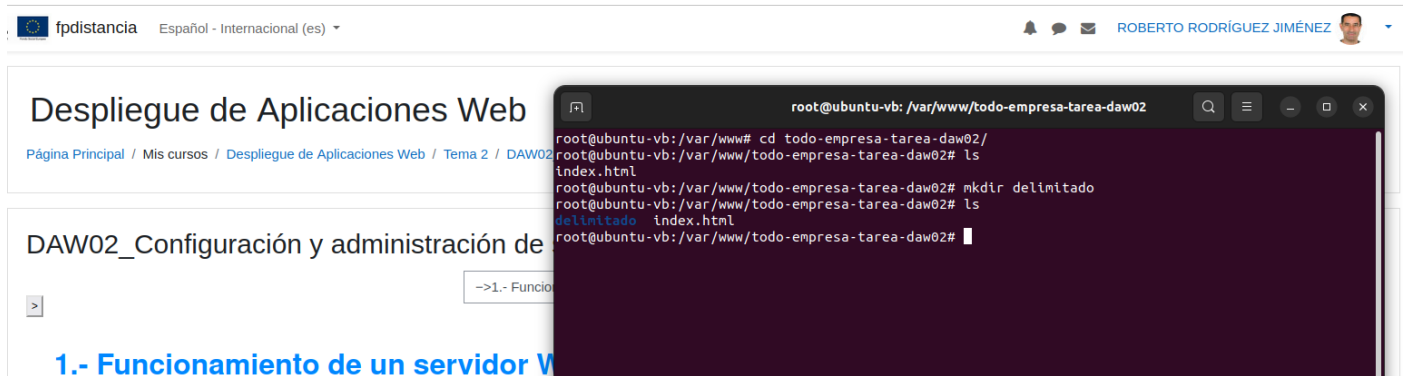 fpdistancia Español - Internacional (es)
ROBERTO RODRÍGUEZ JIMÉNEZ
Despliegue de Aplicaciones Web
Página Principal / Mis cursos / Despliegue de Aplicaciones Web / Tema 2 / DAW02
DAW02_Configuración y administración de
−>1.- Funcio
>
1.- Funcionamiento de un servidor W
root@ubuntu-vb: /var/www/todo-empresa-tarea-daw02
root@ubuntu-vb:/var/www# cd todo-empresa-tarea-daw02/
root@ubuntu-vb:/var/www/todo-empresa-tarea-daw02# ls
index.html
root@ubuntu-vb:/var/www/todo-empresa-tarea-daw02# mkdir delimitado
root@ubuntu-vb:/var/www/todo-empresa-tarea-daw02# ls
delimitado index.html
root@ubuntu-vb:/var/www/todo-empresa-tarea-daw02#